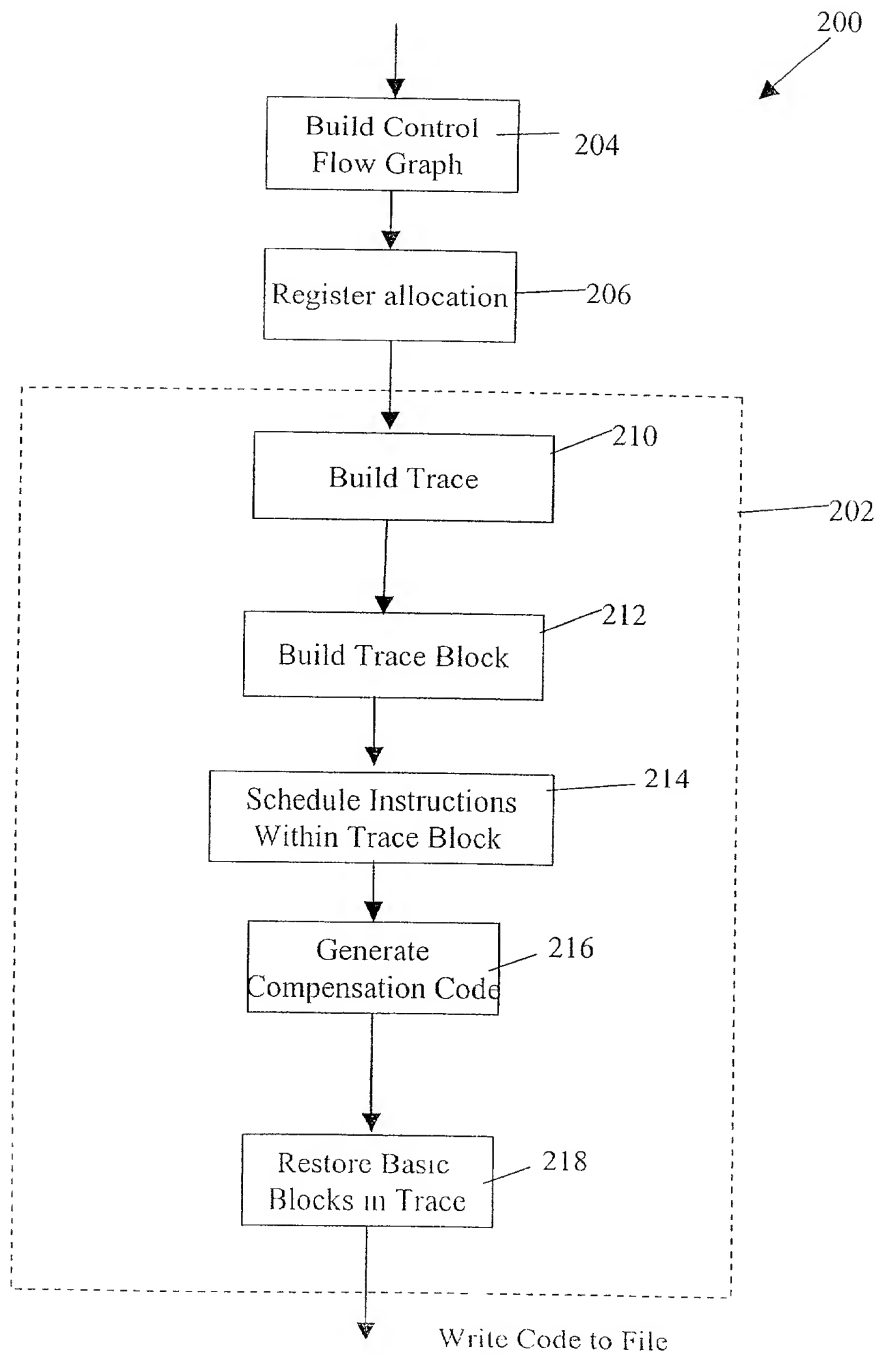 200
Build Control
Flow Graph
204
Register allocation
206
210
Build Trace
202
212
Build Trace Block
214
Schedule Instructions
Within Trace Block
Generate
Compensation Code
216
Restore Basic
Blocks in Trace
218
Write Code to File